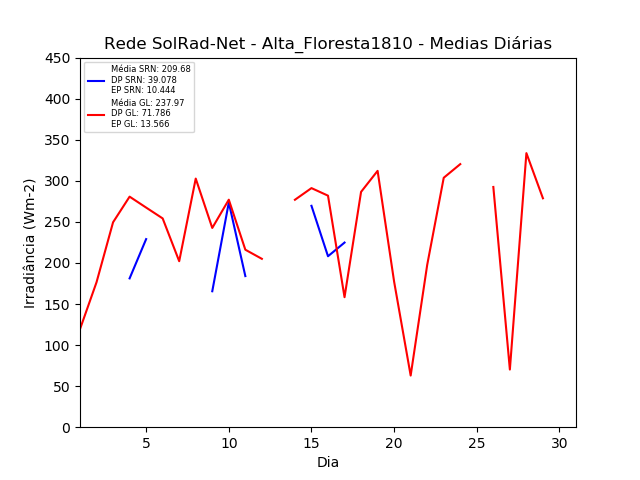 Rede SolRad-Net - Alta_Floresta1810 - Medias Diárias
Média SRN: 209.68
DP SRN: 39.078
EP SRN: 10.444
Média GL: 237.97
DP GL: 71.786
EP GL: 13.566
450
400
350
300
250
200
150
100
50
0
Irradiância (Wm-2)
5
10
15
20
25
30
Dia